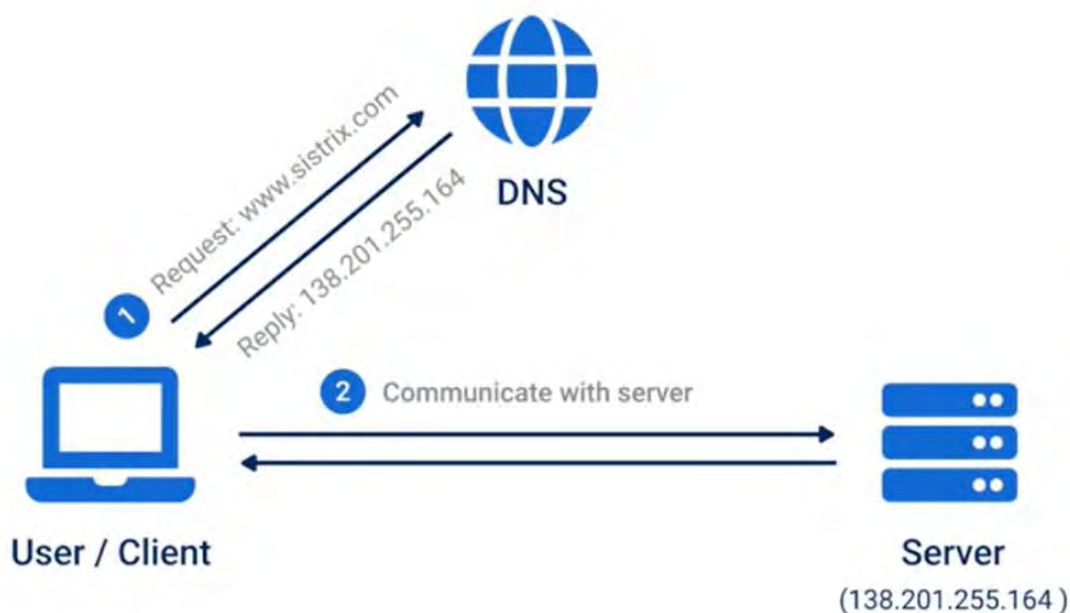 DNS
Request: www.sistrix.com
Reply: 138.201.255.164
1
2 Communicate with server
User / Client
Server
(138.201.255.164 )